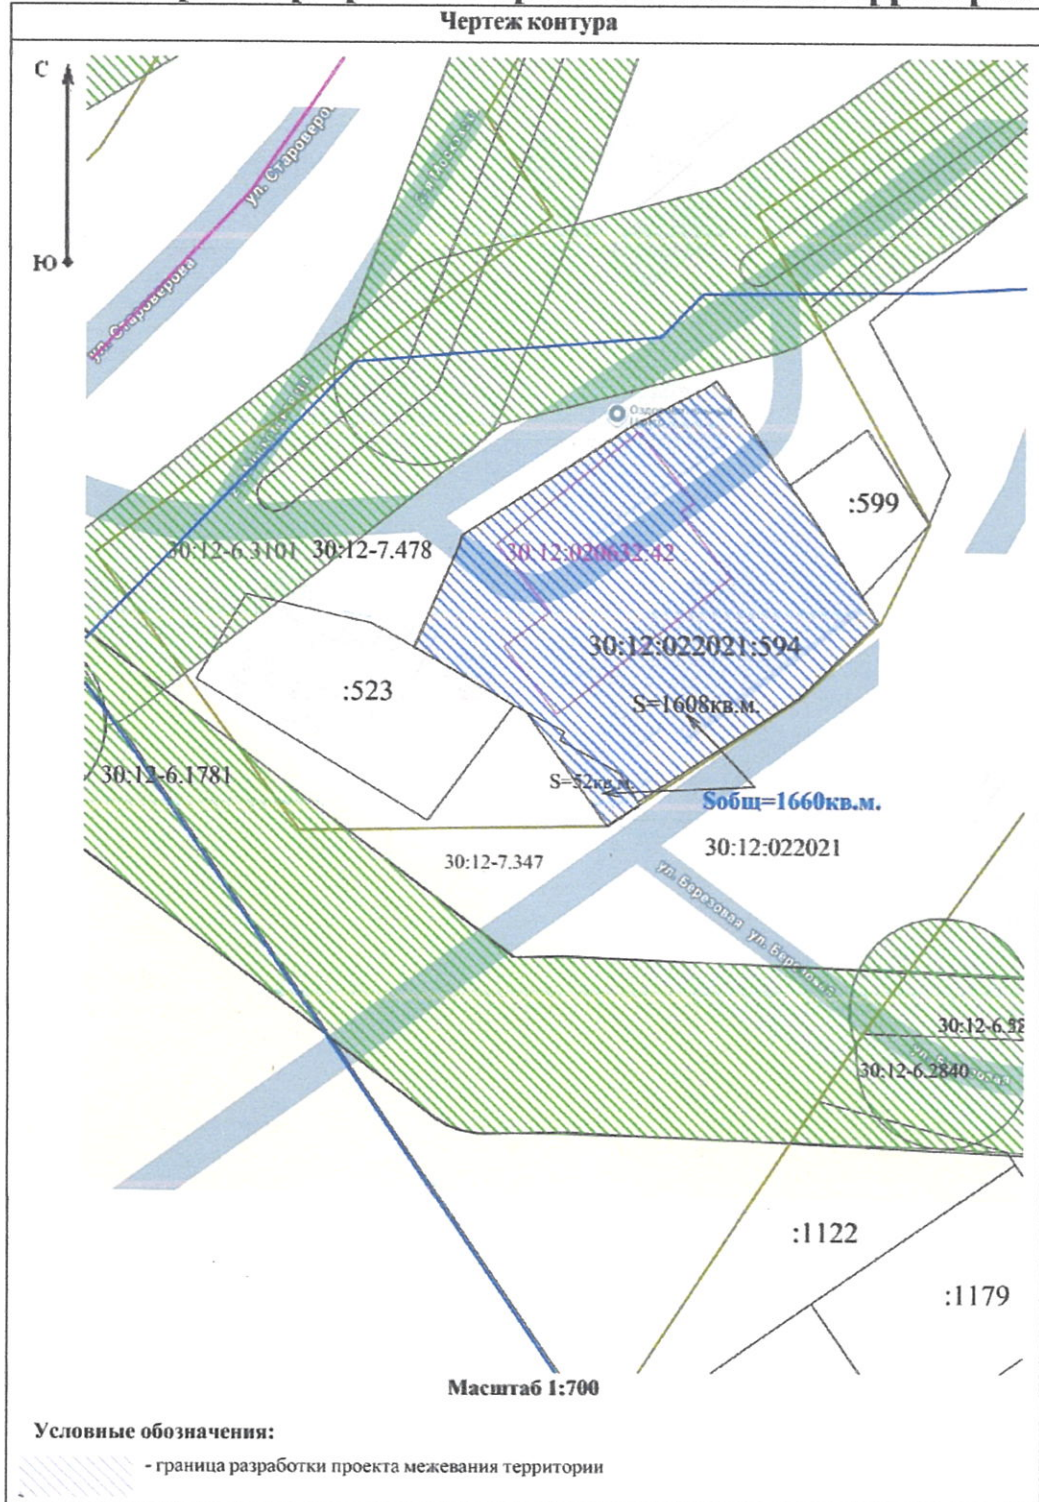 Чертеж контура
С
Ю
ул. Староверова
ул. Староверова
:599
30:12-6.3101
30:12-7.478
30:12:020632:42
30:12:022021:594
:523
S=1608кв.м.
30:12-6.1781
S=52кв.м.
Sобщ=1660кв.м.
30:12:022021
30:12-7.347
ул. Березовая
ул. Березовая
30:12-6.2840
ул. Березовая
:1122
:1179
Масштаб 1:700
Условные обозначения:
- граница разработки проекта межевания территории